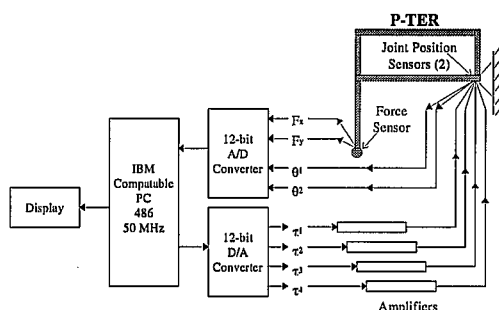 P-TER
Joint Position
Sensors (2)
Force
Sensor
Fx
Fy
θ1
θ2
12-bit
A/D
Converter
IBM
Computable
PC
486
50 MHz
Display
12-bit
D/A
Converter
τ1
τ2
τ3
τ4
Amplifiers